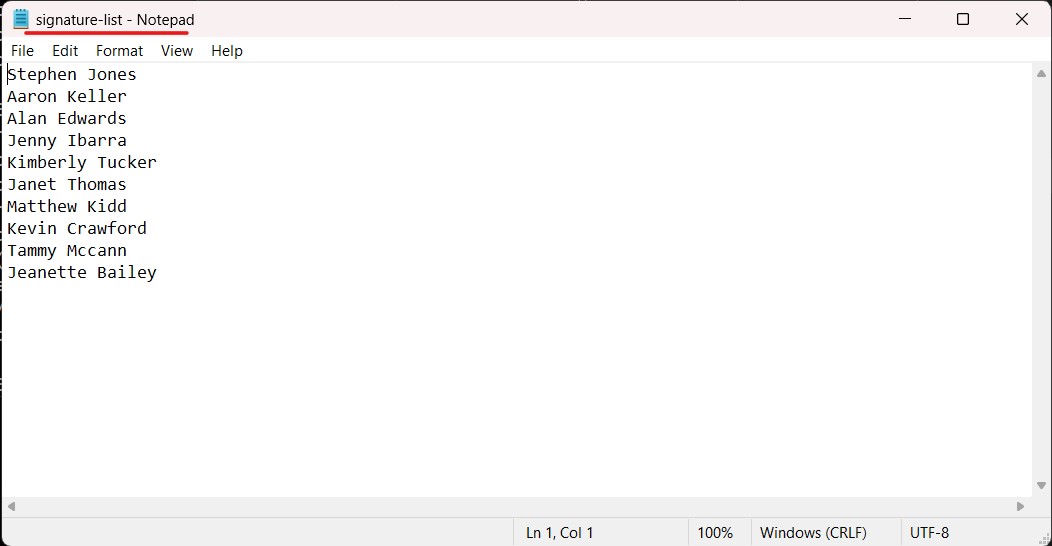 signature-list - Notepad
File Edit Format View Help
Stephen Jones
Aaron Keller
Alan Edwards
Jenny Ibarra
Kimberly Tucker
Janet Thomas
Matthew Kidd
Kevin Crawford
Tammy Mccann
Jeanette Bailey
Ln 1, Col 1 100% Windows (CRLF) UTF-8